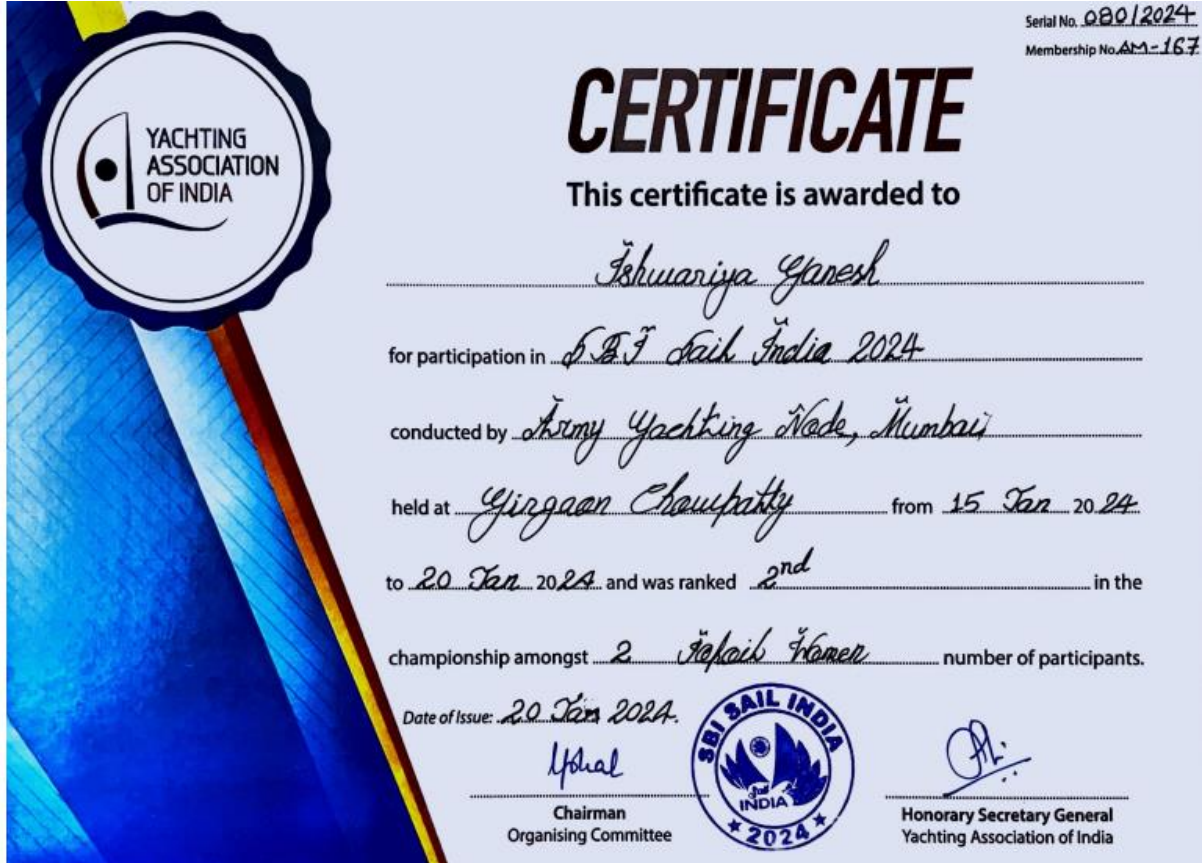 Serial No. 080/2024
Membership No. AM-167
YACHTING
ASSOCIATION
OF INDIA
CERTIFICATE
This certificate is awarded to
Ishwariya Ganesh
for participation in SBI Sail India 2024
conducted by Army Yachting Node, Mumbai
held at Girgaon Chowpatty from 15 Jan 2024
to 20 Jan 2024 and was ranked 2nd in the
championship amongst 2 Women number of participants.
Date of Issue: 20 Jan 2024.
SBI SAIL INDIA
Sail
INDIA
2024
Chairman
Organising Committee
Honorary Secretary General
Yachting Association of India